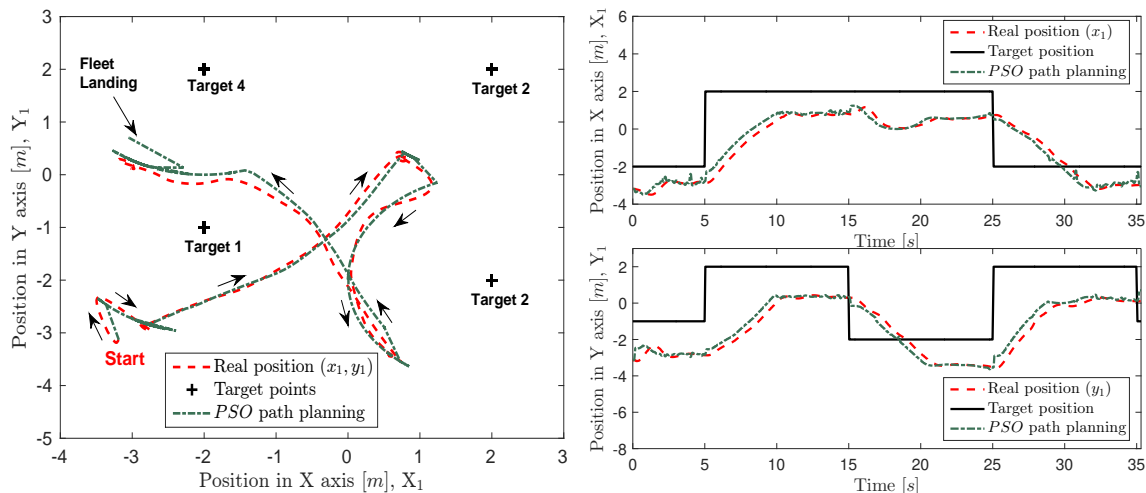 5
4
3
2
1
0
-1
-2
-3
-4
-5
Position in Y axis [m], Y₁
Fleet
Landing
Target 4
Target 2
Target 1
Target 2
Start
Real position (x₁, y₁)
Target points
PSO path planning
-4 -3 -2 -1 0 1 2 3
Position in X axis [m], X₁
6
4
2
0
-2
-4
Position in X axis [m], X₁
Real position (x₁)
Target position
PSO path planning
0 5 10 15 20 25 30 35
Time [s]
2
0
-2
-4
-6
-8
Position in Y axis [m], Y₁
Real position (y₁)
Target position
PSO path planning
0 5 10 15 20 25 30 35
Time [s]